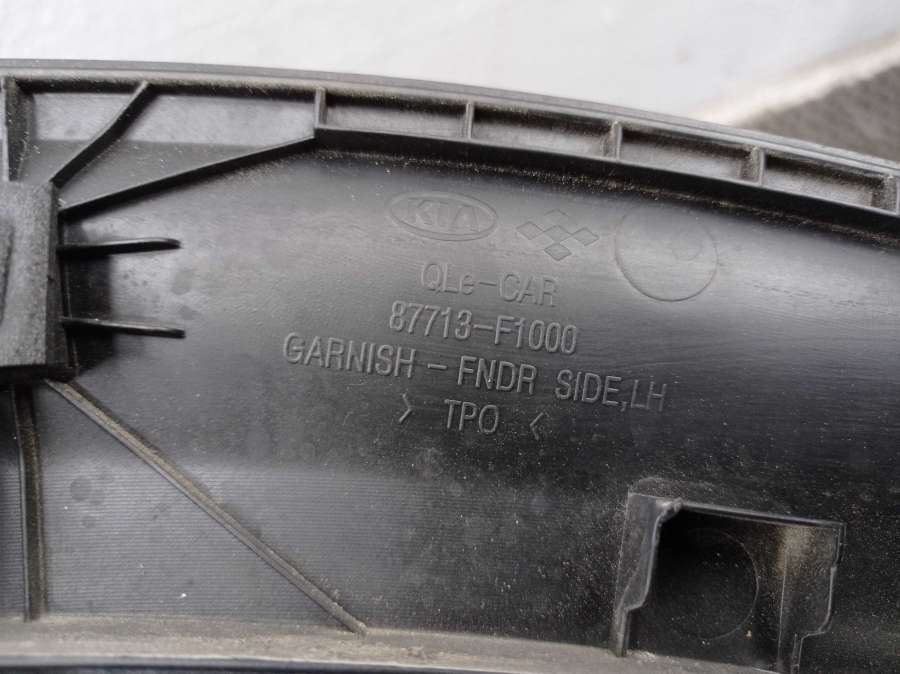 KIA
QLe-CAR
87713-F1000
GARNISH - FNDR SIDE,LH
> TPO <